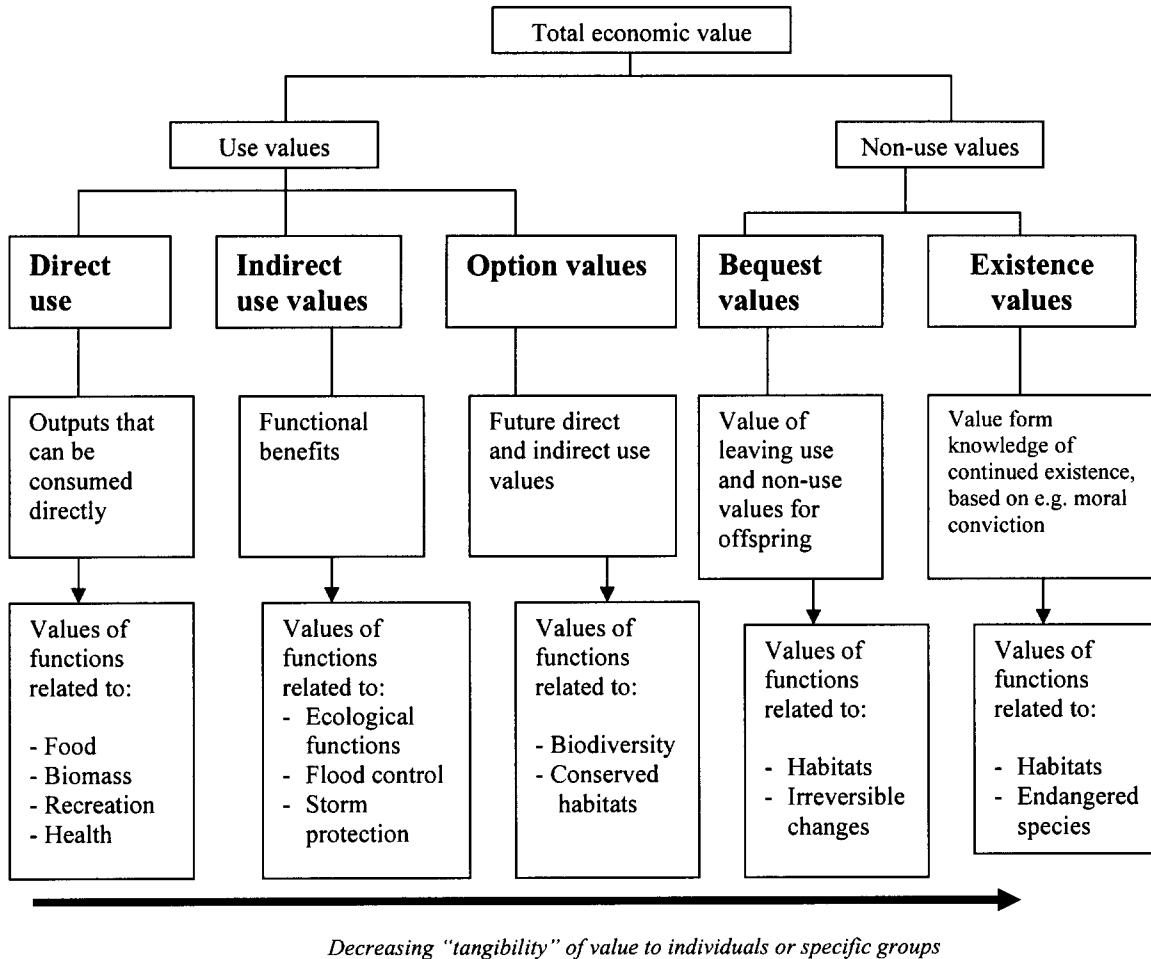 Total economic value
Use values
Non-use values
Direct
use
Indirect
use values
Option values
Bequest
values
Existence
values
Outputs that
can be
consumed
directly
Functional
benefits
Future direct
and indirect use
values
Value of
leaving use
and non-use
values for
offspring
Value form
knowledge of
continued existence,
based on e.g. moral
conviction
Values of
functions
related to:
- Food
- Biomass
- Recreation
- Health
Values of
functions
related to:
- Ecological
functions
- Flood control
- Storm
protection
Values of
functions
related to:
- Biodiversity
- Conserved
habitats
Values of
functions
related to:
- Habitats
- Irreversible
changes
Values of
functions
related to:
- Habitats
- Endangered
species
Decreasing “tangibility” of value to individuals or specific groups